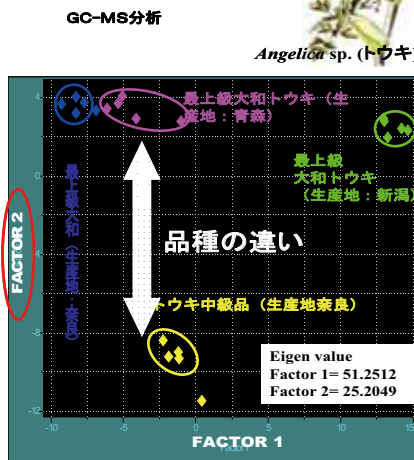 GC-MS分析
Angelica sp. (トウキ)
最上級大和トウキ（生
産地：青森）
最上級
大和トウキ
（生産地：新潟）
最上級大和（生産地：奈良）
品種の違い
トウキ中級品（生産地奈良）
Eigen value
Factor 1= 51.2512
Factor 2= 25.2049
FACTOR 2
4
0
-4
-8
-12
-10
-5
0
5
10
15
FACTOR 1